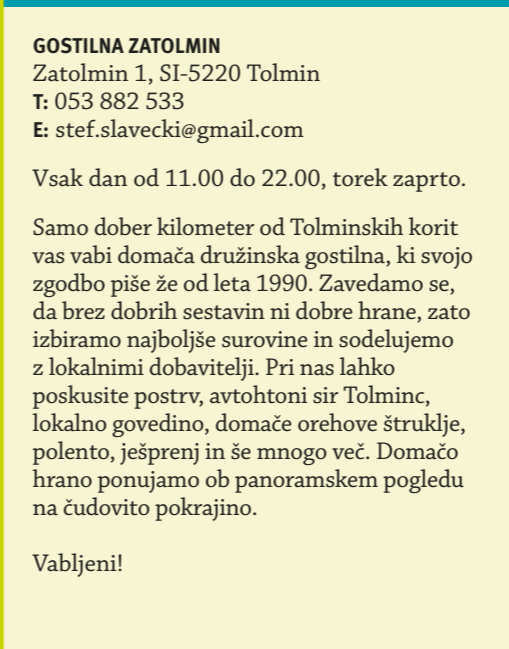 GOSTILNA ZATOLMIN
Zatolmin 1, SI-5220 Tolmin
T: 053 882 533
E: stef.slavecki@gmail.com
Vsak dan od 11.00 do 22.00, torek zaprto.
Samo dober kilometer od Tolminskih korit
vas vabi domača družinska gostilna, ki svojo
zgodbo piše že od leta 1990. Zavedamo se,
da brez dobrih sestavin ni dobre hrane, zato
izbiramo najboljše surovine in sodelujemo
z lokalnimi dobavitelji. Pri nas lahko
poskusite postrv, avtohtoni sir Tolminc,
lokalno govedino, domače orehove štruklje,
polento, ješprenj in še mnogo več. Domačo
hrano ponujamo ob panoramskem pogledu
na čudovito pokrajino.
Vabljeni!